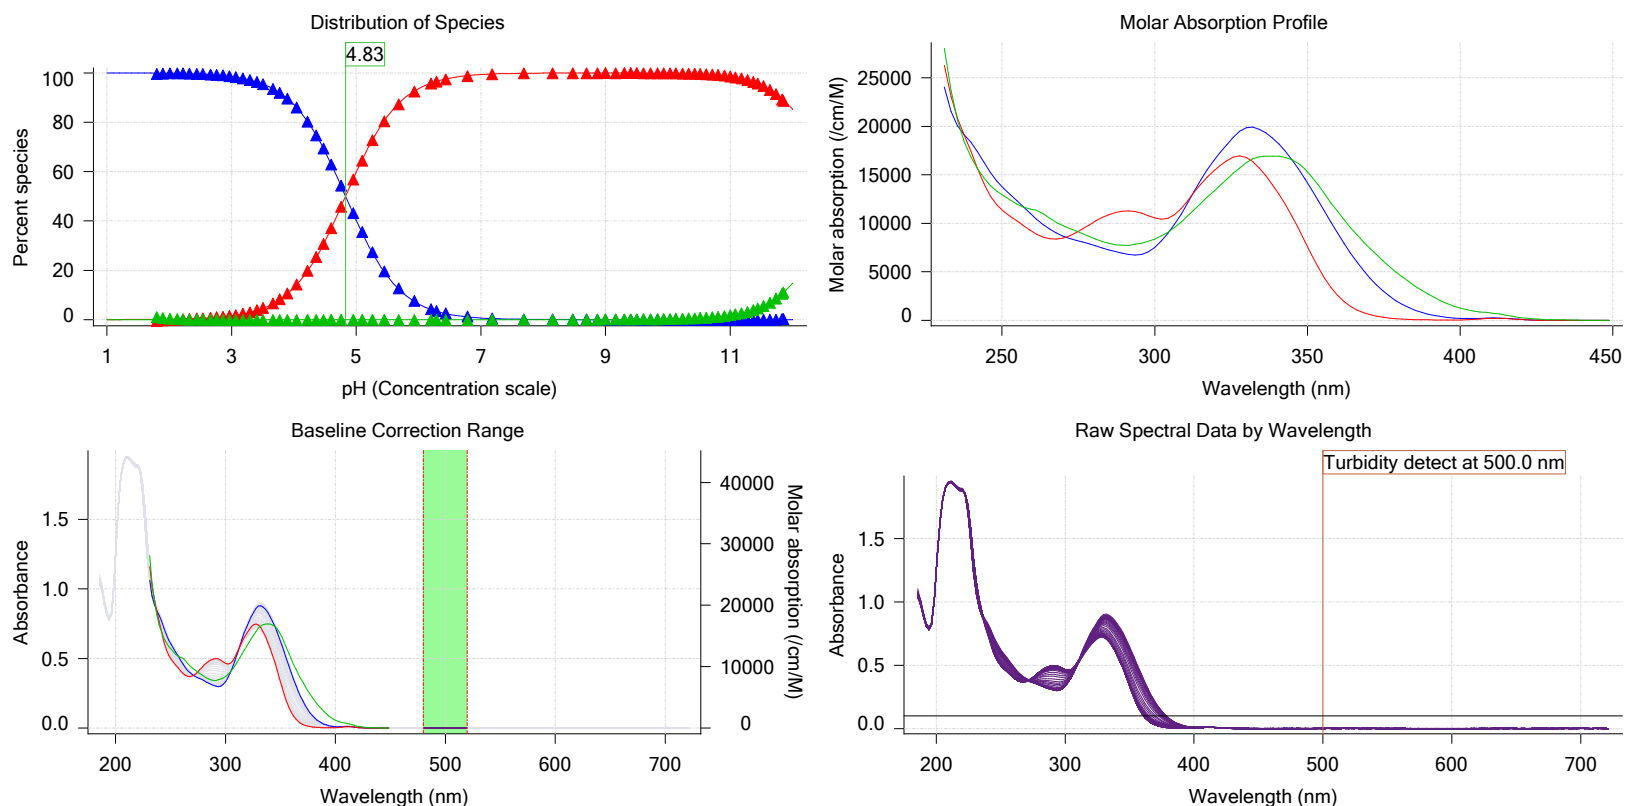 Distribution of Species
4.83
Percent species
100
80
60
40
20
0
1 3 5 7 9 11
pH (Concentration scale)
Molar Absorption Profile
Molar absorption (/cm/M)
25000
20000
15000
10000
5000
0
250 300 350 400 450
Wavelength (nm)
Baseline Correction Range
Absorbance
1.5
1.0
0.5
0.0
Molar absorption (/cm/M)
40000
30000
20000
10000
0
200 300 400 500 600 700
Wavelength (nm)
Raw Spectral Data by Wavelength
Turbidity detect at 500.0 nm
Absorbance
1.5
1.0
0.5
0.0
200 300 400 500 600 700
Wavelength (nm)